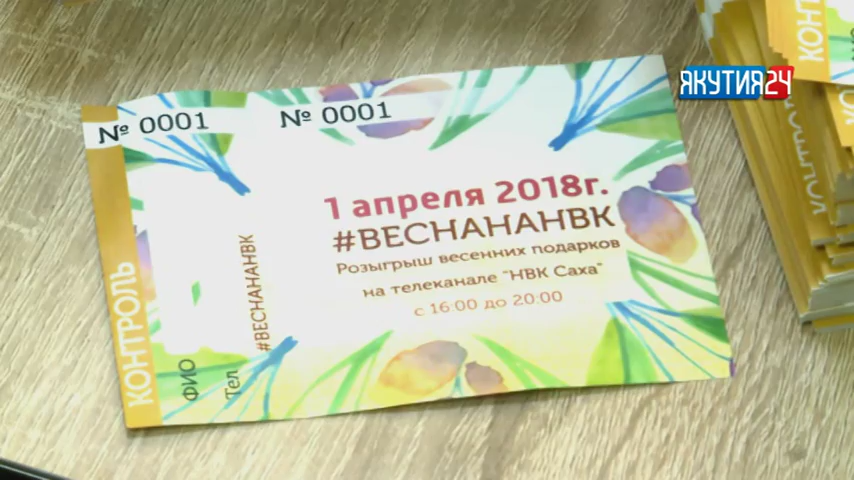 ЯКУТИЯ24
№ 0001
№ 0001
1 апреля 2018г.
#ВЕСНАНАНВК
Розыгрыш весенних подарков
на телеканале "НВК Саха"
с 16:00 до 20:00
КОНТРОЛЬ
ФИО
Тел
#ВЕСНАНАНВК
КОНТ